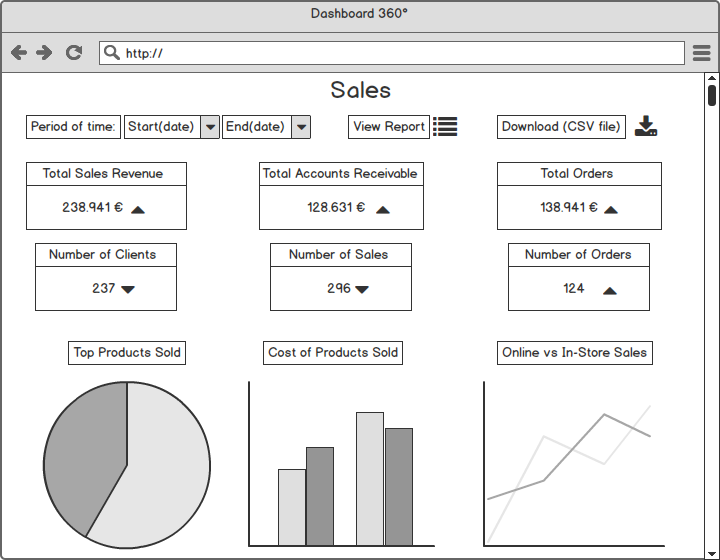 Dashboard 360°
http://
Sales
Period of time: Start(date) End(date) View Report Download (CSV file)
Total Sales Revenue
238.941 €
Total Accounts Receivable
128.631 €
Total Orders
138.941 €
Number of Clients
237
Number of Sales
296
Number of Orders
124
Top Products Sold
Cost of Products Sold
Online vs In-Store Sales